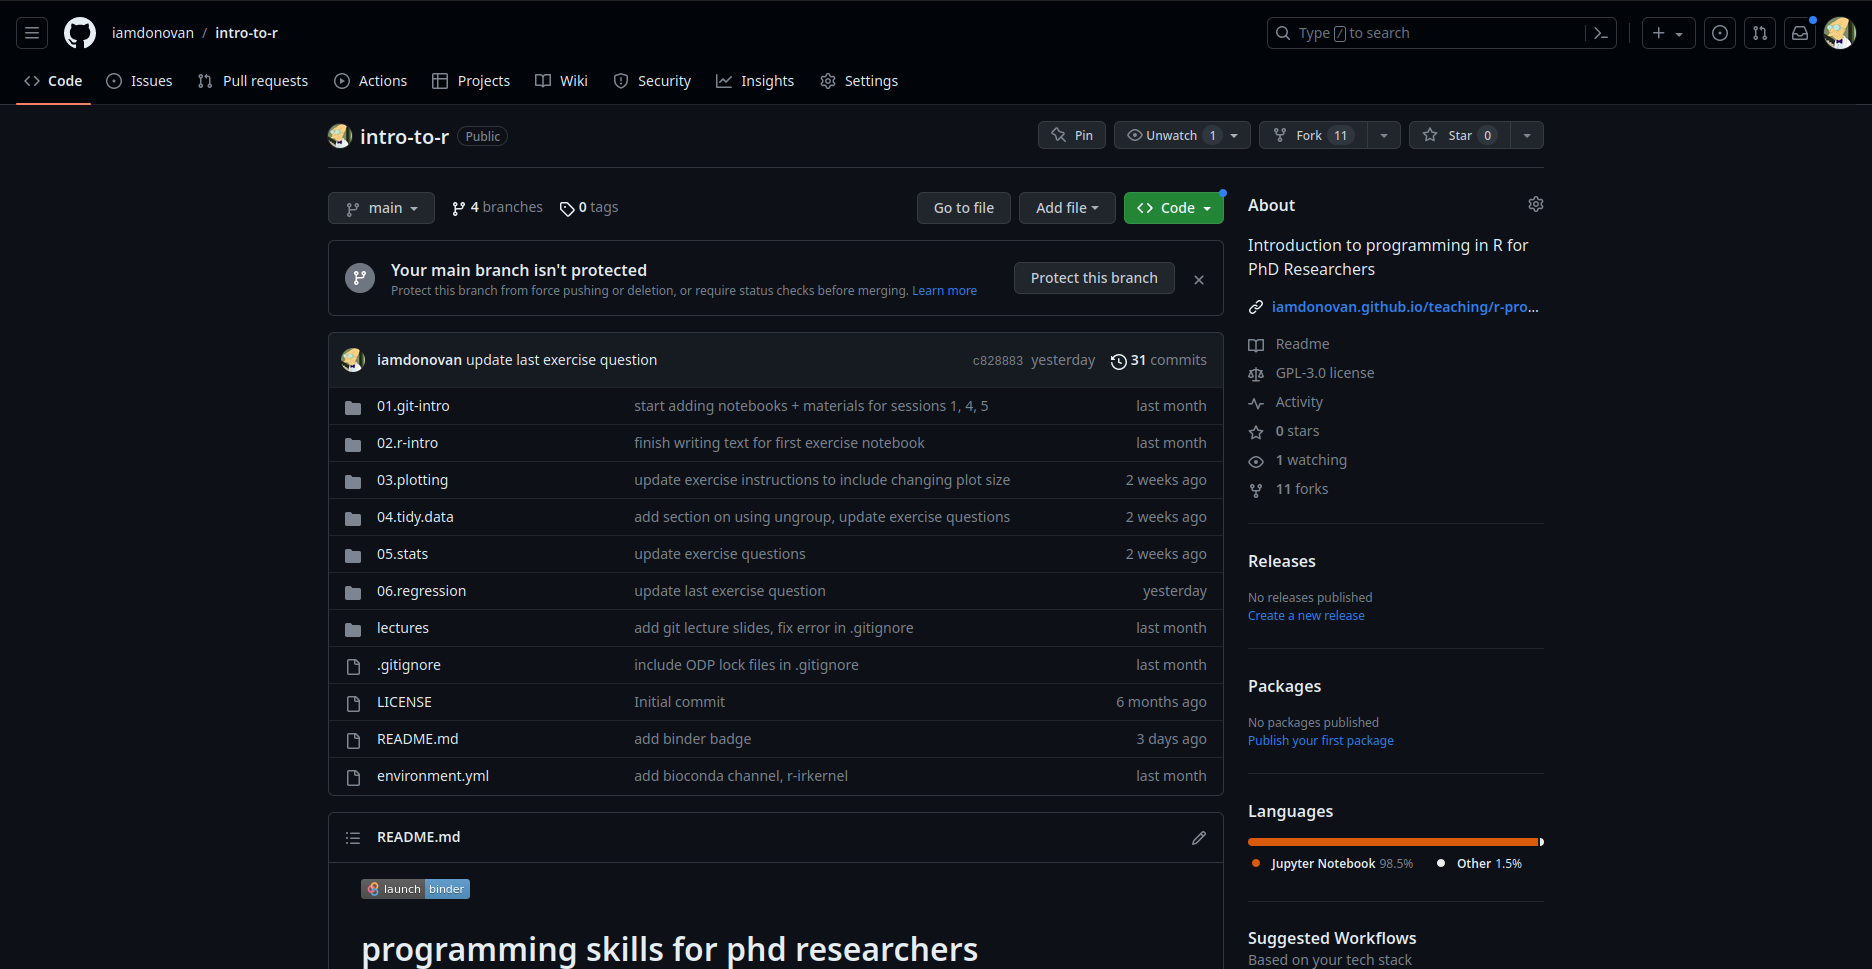 iamdonovan / intro-to-r
Type / to search
Code Issues Pull requests Actions Projects Wiki Security Insights Settings
intro-to-r Public
Pin Unwatch 1 Fork 11 Star 0
main 4 branches 0 tags
Go to file Add file Code
Your main branch isn't protected
Protect this branch from force pushing or deletion, or require status checks before merging. Learn more
Protect this branch
iamdonovan update last exercise question c828883 yesterday 31 commits
01.git-intro start adding notebooks + materials for sessions 1, 4, 5 last month
02.r-intro finish writing text for first exercise notebook last month
03.plotting update exercise instructions to include changing plot size 2 weeks ago
04.tidy.data add section on using ungroup, update exercise questions 2 weeks ago
05.stats update exercise questions 2 weeks ago
06.regression update last exercise question yesterday
lectures add git lecture slides, fix error in .gitignore last month
.gitignore include ODP lock files in .gitignore last month
LICENSE Initial commit 6 months ago
README.md add binder badge 3 days ago
environment.yml add bioconda channel, r-irkernel last month
README.md
launch binder
programming skills for phd researchers
About
Introduction to programming in R for
PhD Researchers
iamdonovan.github.io/teaching/r-pro...
Readme
GPL-3.0 license
Activity
0 stars
1 watching
11 forks
Releases
No releases published
Create a new release
Packages
No packages published
Publish your first package
Languages
Jupyter Notebook 98.5% Other 1.5%
Suggested Workflows
Based on your tech stack